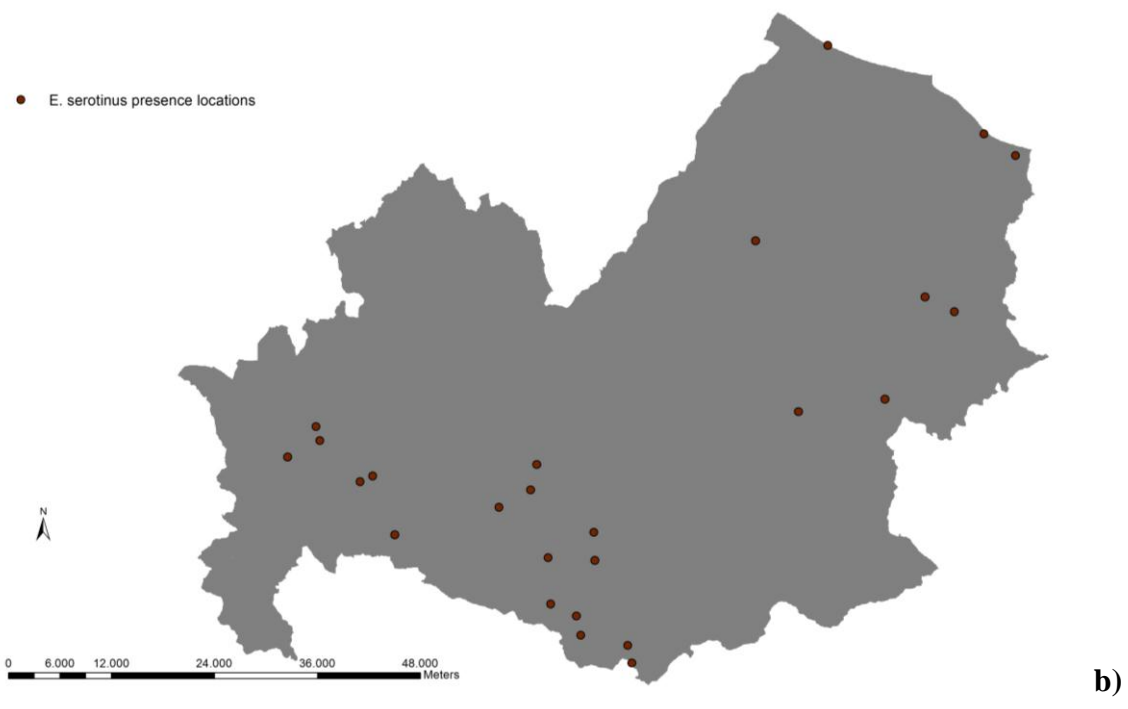 E. serotinus presence locations
N
0 6.000 12.000 24.000 36.000 48.000
Meters
b)